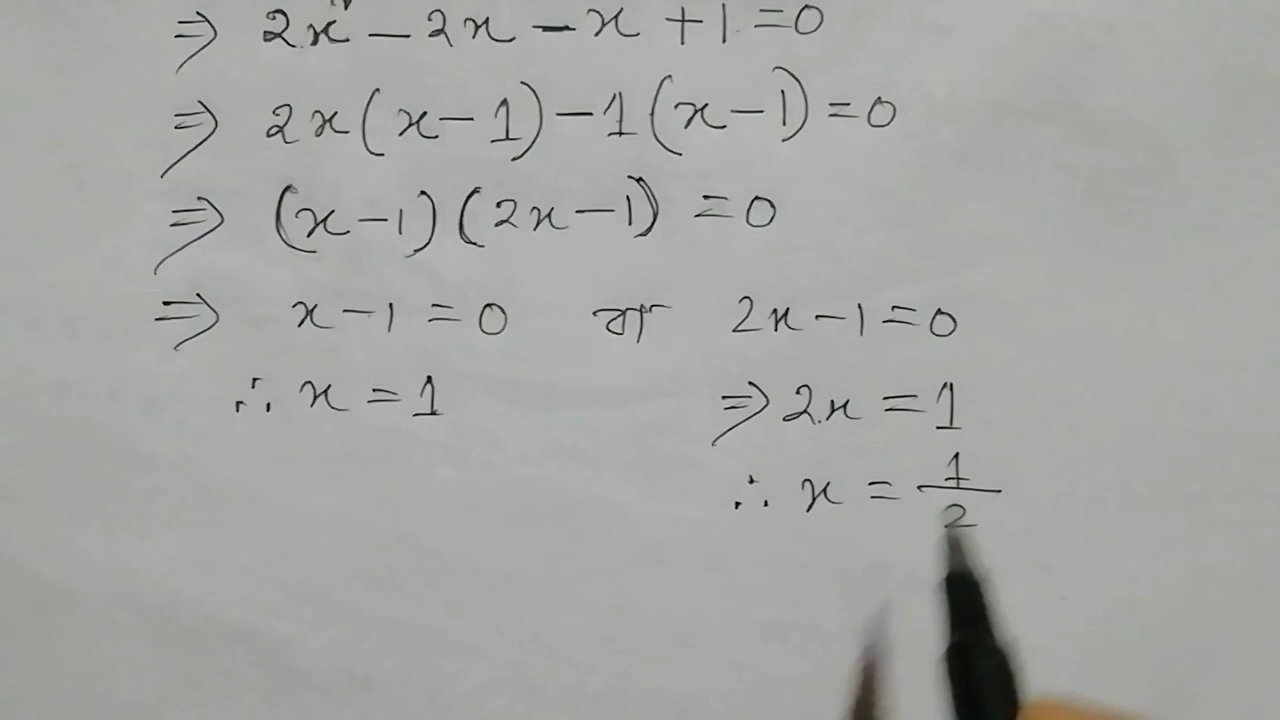 ⇒ 2x² - 2x - x + 1 = 0
⇒ 2x(x-1) - 1(x-1) = 0
⇒ (x-1)(2x-1) = 0
⇒ x-1 = 0 বা 2x-1 = 0
∴ x = 1 ⇒ 2x = 1
∴ x = 1/2